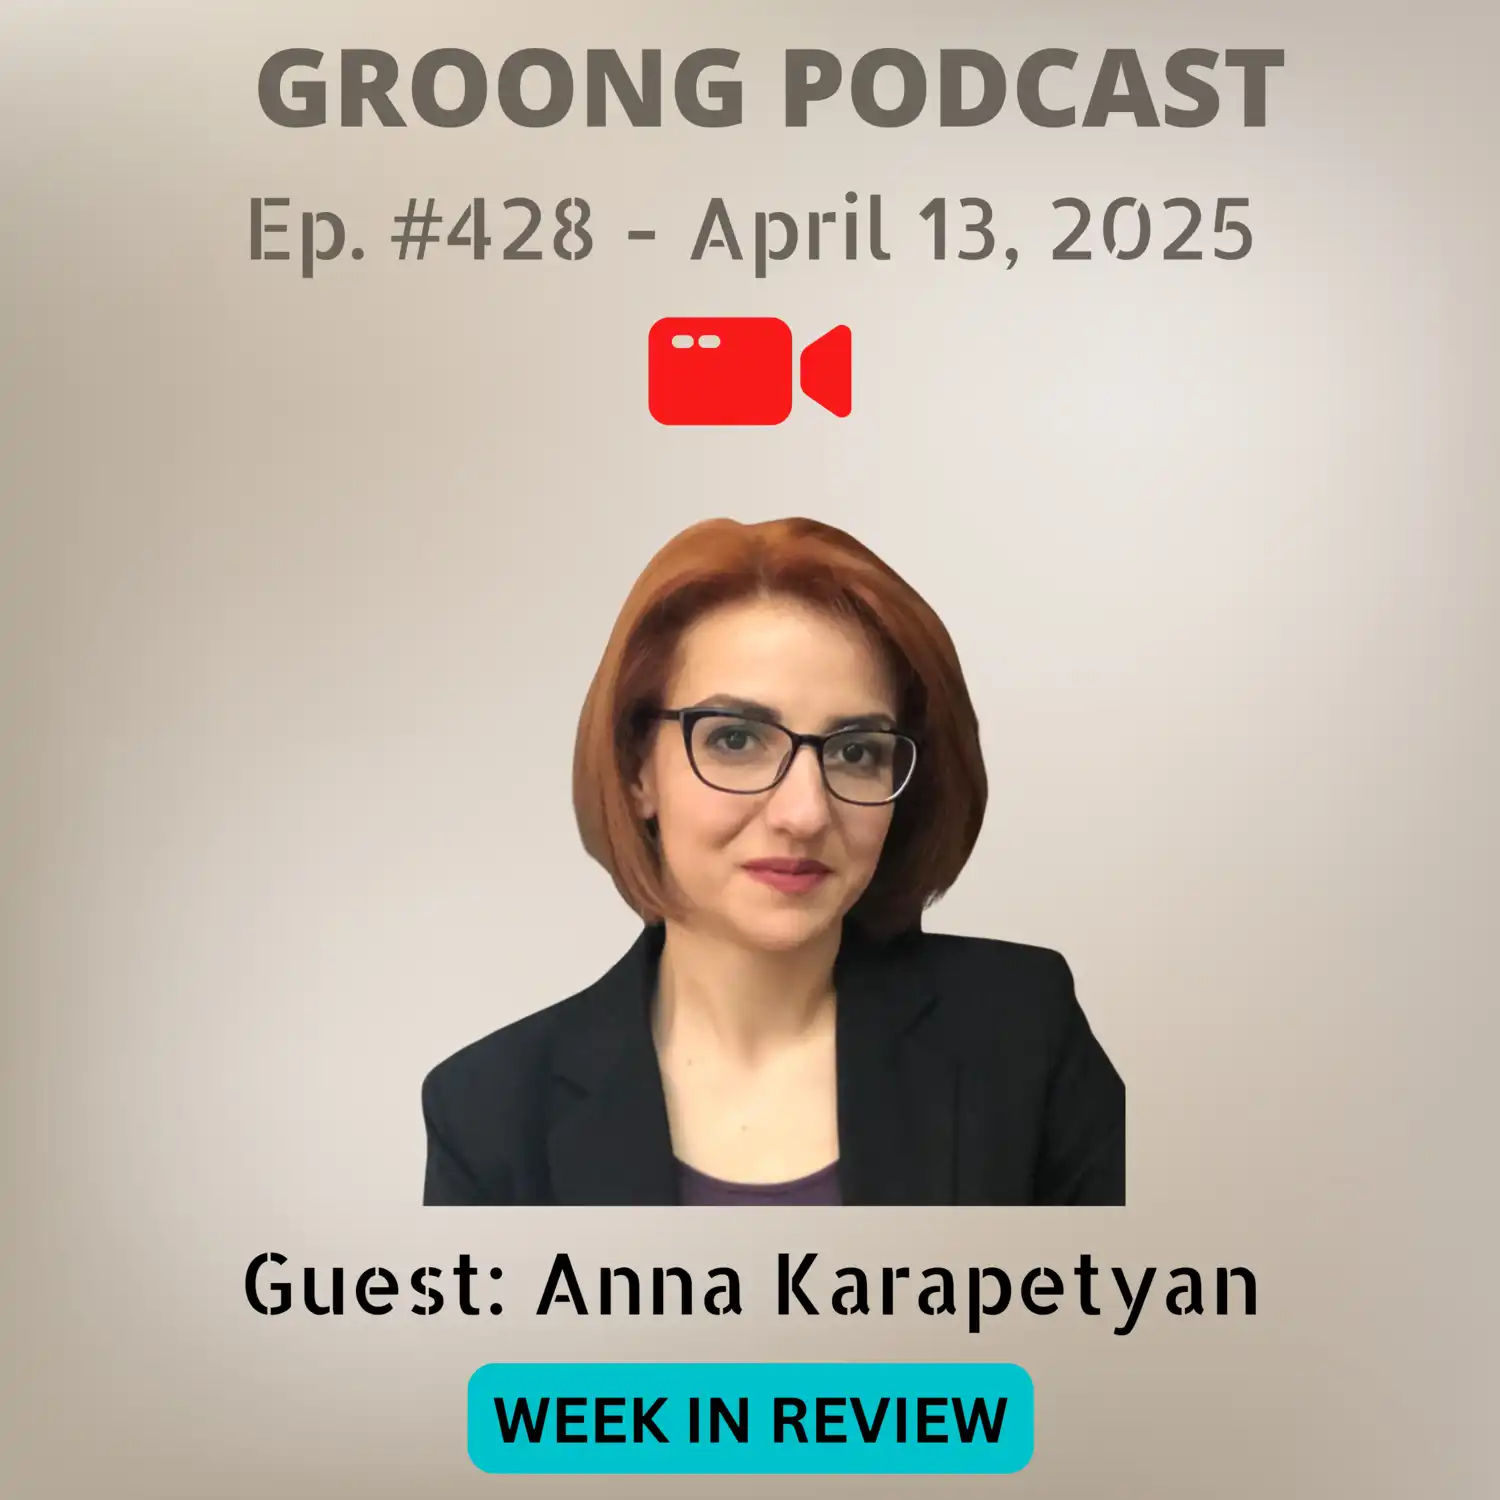 GROONG PODCAST
Ep. #428 - April 13, 2025
Guest: Anna Karapetyan
WEEK IN REVIEW